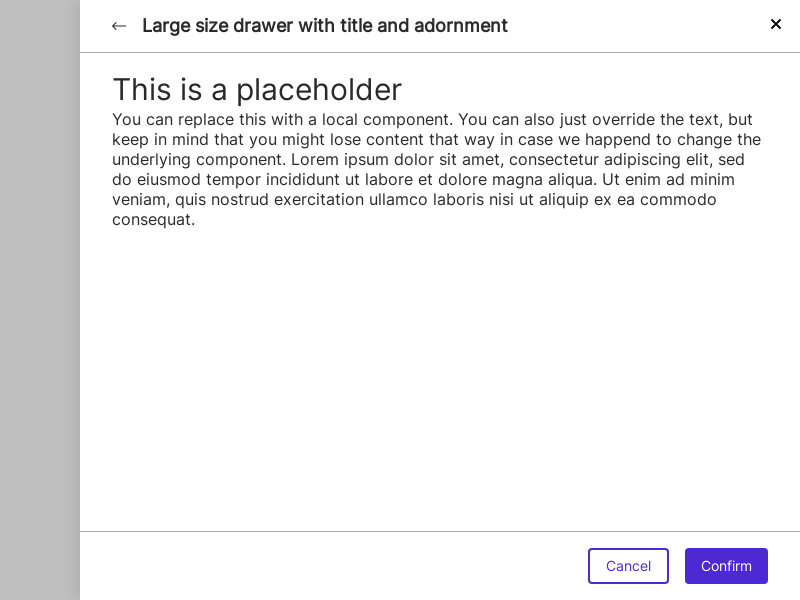 Large size drawer with title and adornment
This is a placeholder
You can replace this with a local component. You can also just override the text, but
keep in mind that you might lose content that way in case we happend to change the
underlying component. Lorem ipsum dolor sit amet, consectetur adipiscing elit, sed
do eiusmod tempor incididunt ut labore et dolore magna aliqua. Ut enim ad minim
veniam, quis nostrud exercitation ullamco laboris nisi ut aliquip ex ea commodo
consequat.
Cancel
Confirm